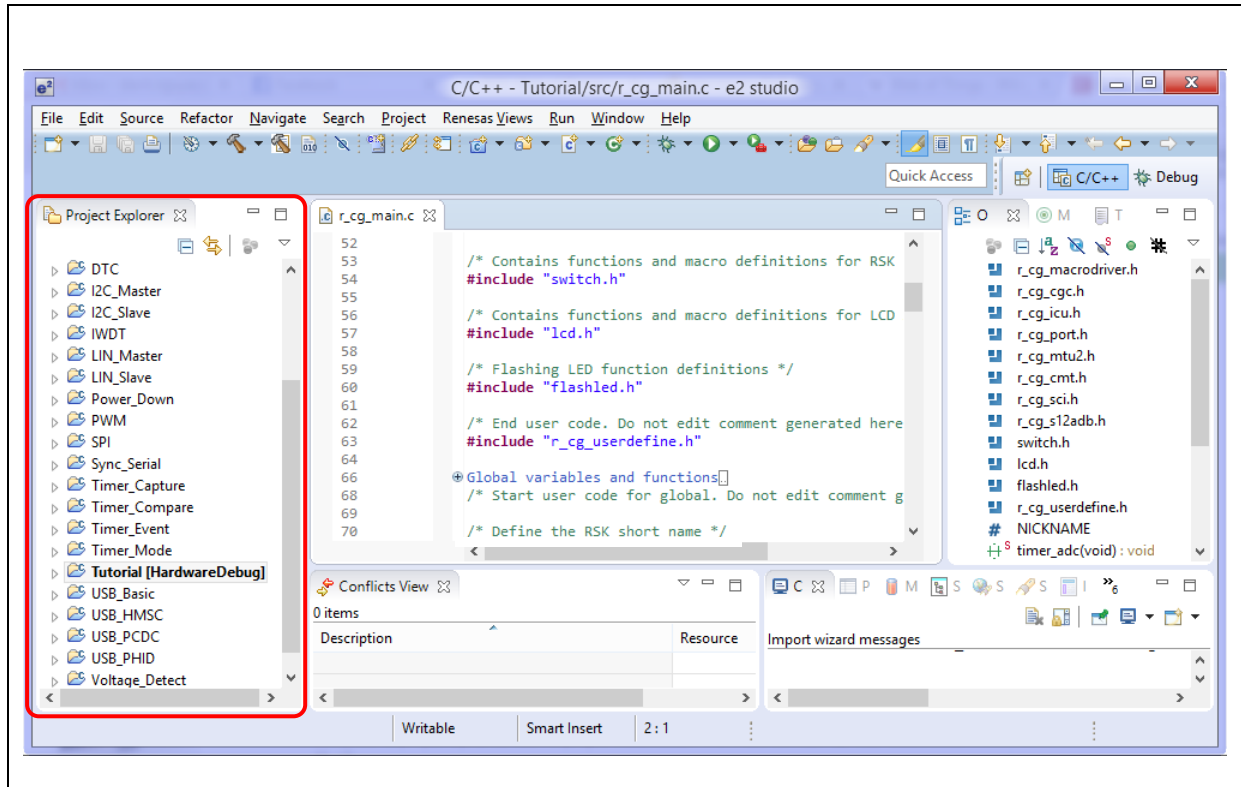 e²
C/C++ - Tutorial/src/r_cg_main.c - e2 studio
File Edit Source Refactor Navigate Search Project Renesas Views Run Window Help
Quick Access C/C++ Debug
Project Explorer
DTC
I2C_Master
I2C_Slave
IWDT
LIN_Master
LIN_Slave
Power_Down
PWM
SPI
Sync_Serial
Timer_Capture
Timer_Compare
Timer_Event
Timer_Mode
Tutorial [HardwareDebug]
USB_Basic
USB_HMSC
USB_PCDC
USB_PHID
Voltage_Detect
r_cg_main.c
52
53 /* Contains functions and macro definitions for RSK
54 #include "switch.h"
55
56 /* Contains functions and macro definitions for LCD
57 #include "lcd.h"
58
59 /* Flashing LED function definitions */
60 #include "flashled.h"
61
62 /* End user code. Do not edit comment generated here
63 #include "r_cg_userdefine.h"
64
66 Global variables and functions
68 /* Start user code for global. Do not edit comment g
69
70 /* Define the RSK short name */
O M T
r_cg_macrodriver.h
r_cg_cgc.h
r_cg_icu.h
r_cg_port.h
r_cg_mtu2.h
r_cg_cmt.h
r_cg_sci.h
r_cg_s12adb.h
switch.h
lcd.h
flashled.h
r_cg_userdefine.h
# NICKNAME
S timer_adc(void) : void
Conflicts View
0 items
Description Resource
C P M S S S I »6
Import wizard messages
Writable Smart Insert 2 : 1